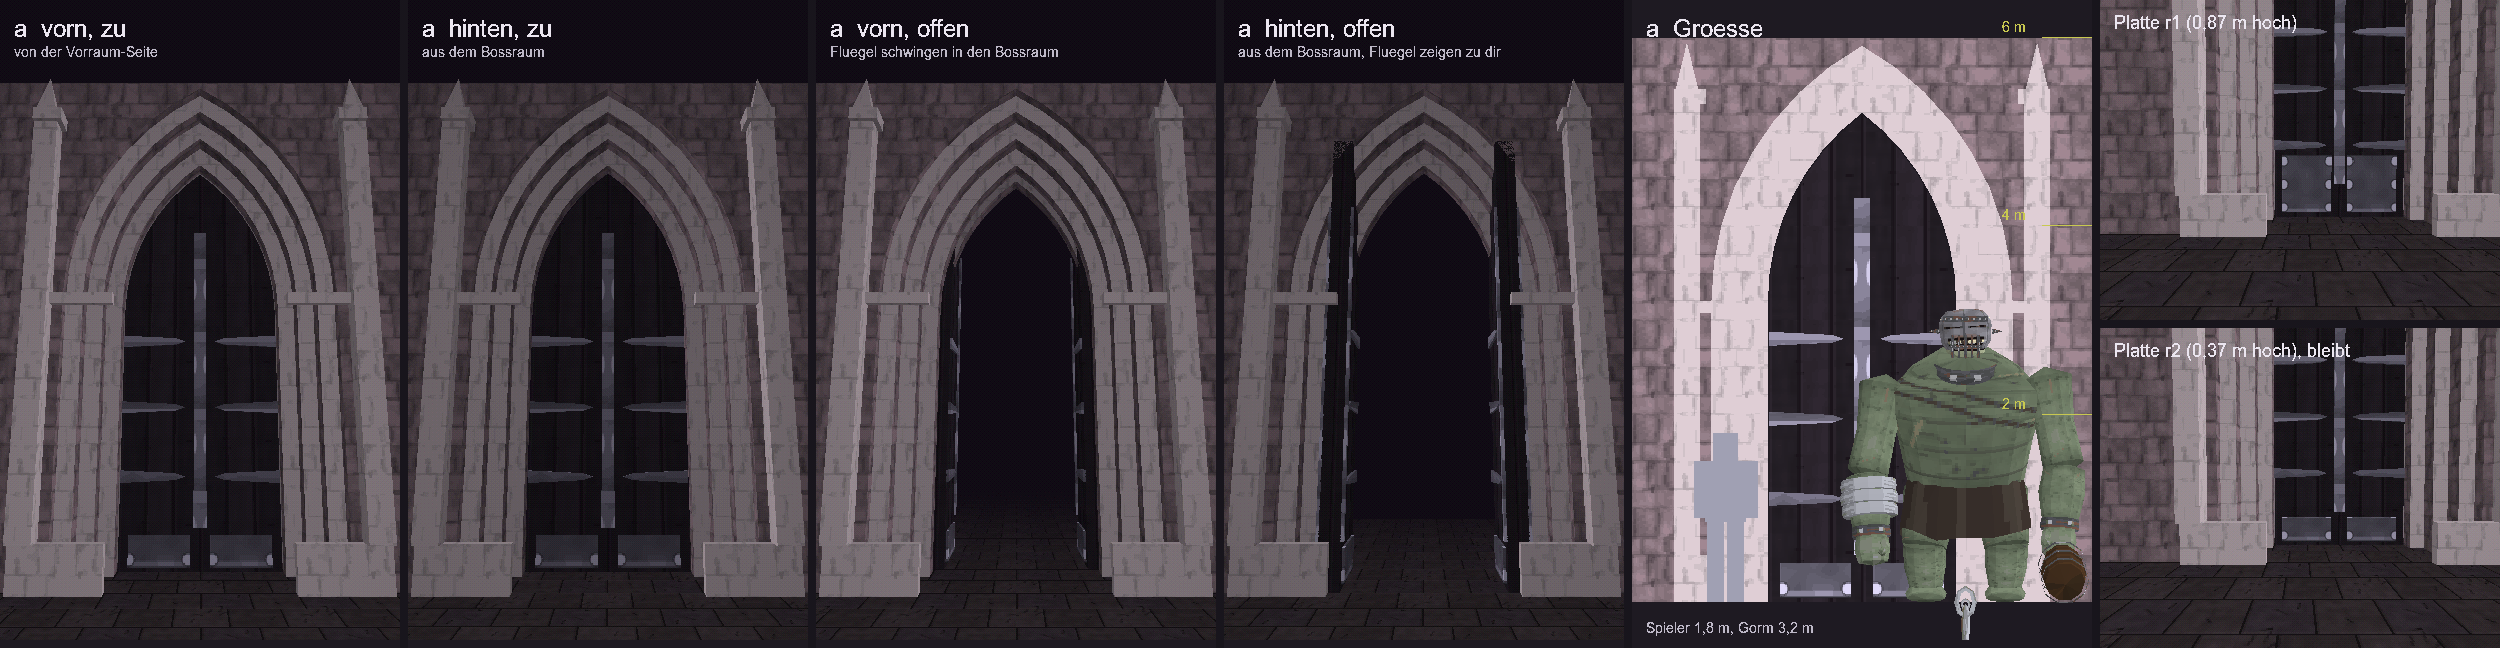 a vorn, zu
von der Vorraum-Seite
a hinten, zu
aus dem Bossraum
a vorn, offen
Fluegel schwingen in den Bossraum
a hinten, offen
aus dem Bossraum, Fluegel zeigen zu dir
a Groesse
6 m
4 m
2 m
Spieler 1,8 m, Gorm 3,2 m
Platte r1 (0,87 m hoch)
Platte r2 (0.37 m hoch), bleibt